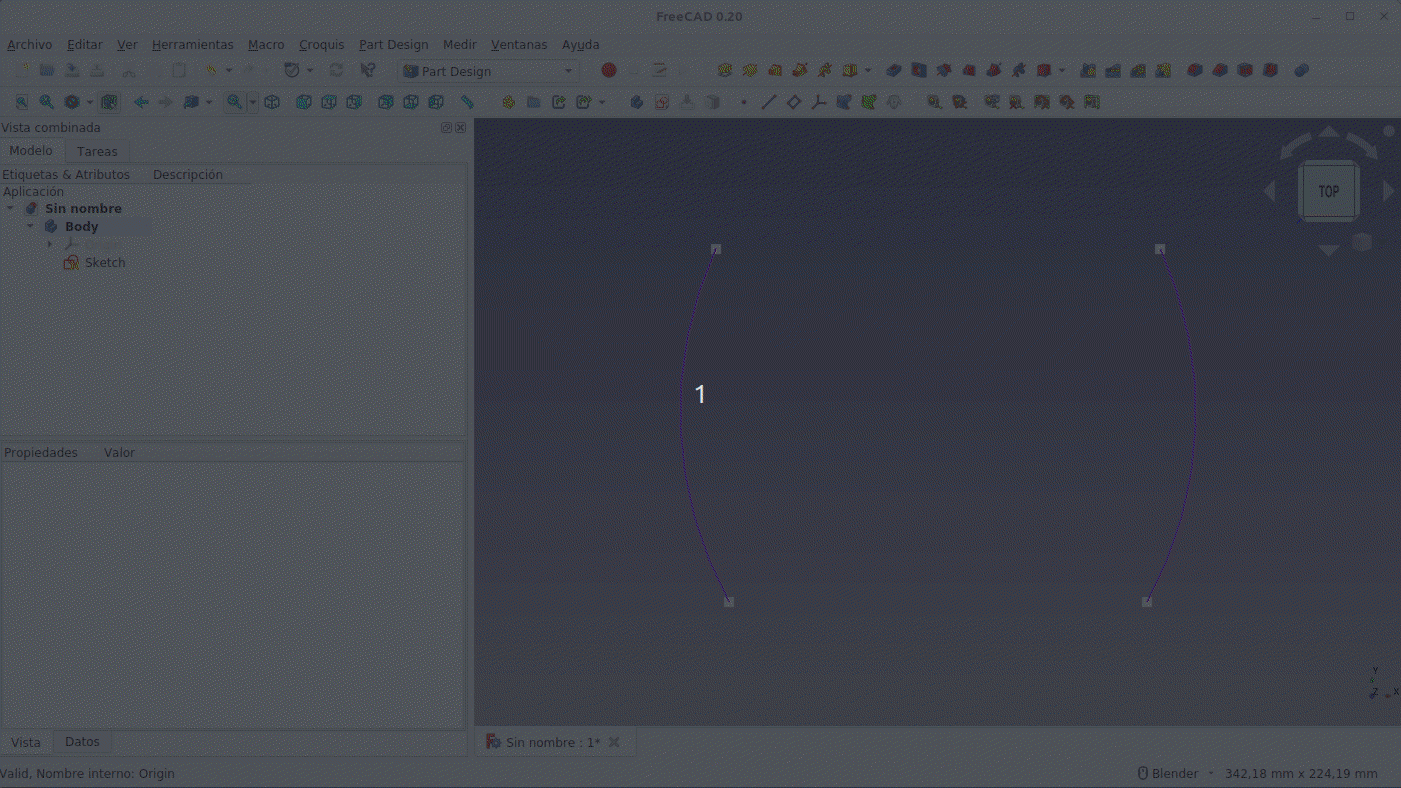 FreeCAD 0.20
Archivo Editar Ver Herramientas Macro Croquis Part Design Medir Ventanas Ayuda
Part Design
Vista combinada
Modelo Tareas
Etiquetas & Atributos Descripción
Aplicación
Sin nombre
Body
Sketch
TOP
1
Propiedades Valor
Y
Z X
Vista Datos
Sin nombre : 1*
Valid, Nombre interno: Origin
Blender 342,18 mm x 224,19 mm